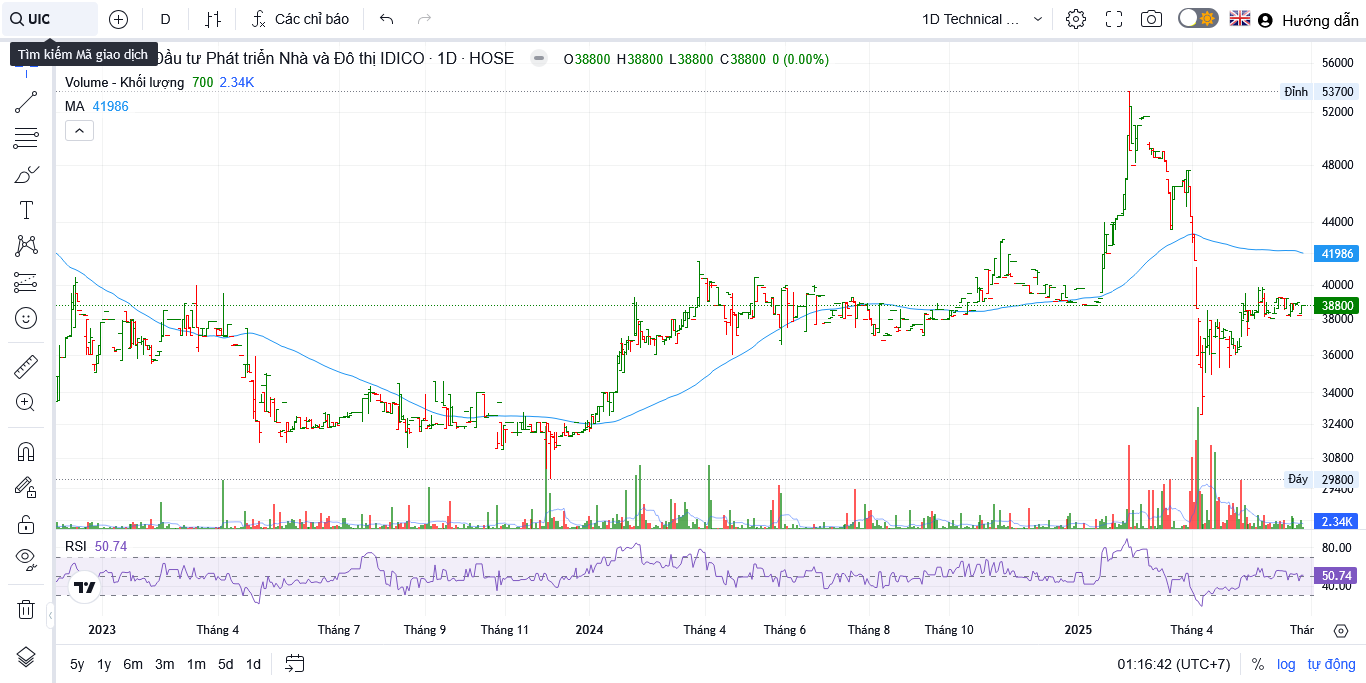 UIC D Các chỉ báo 1D Technical ... Hướng dẫn
Tìm kiếm Mã giao dịch
Đầu tư Phát triển Nhà và Đô thị IDICO · 1D · HOSE O38800 H38800 L38800 C38800 0 (0.00%)
Volume - Khối lượng 700 2.34K
MA 41986
56000
Đỉnh 53700
52000
48000
44000
41986
40000
38800
38000
36000
34000
32400
30800
Đáy 29800
29400
2.34K
RSI 50.74
80.00
50.74
40.00
2023 Tháng 4 Tháng 7 Tháng 9 Tháng 11 2024 Tháng 4 Tháng 6 Tháng 8 Tháng 10 2025 Tháng 4 Thár
5y 1y 6m 3m 1m 5d 1d 01:16:42 (UTC+7) % log tự động